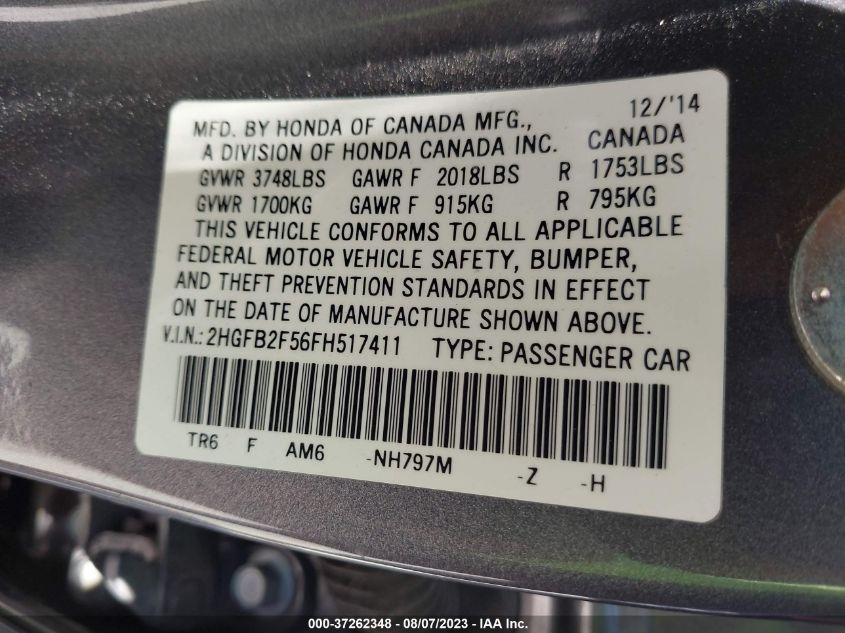 12/'14
MFD. BY HONDA OF CANADA MFG.,
A DIVISION OF HONDA CANADA INC. CANADA
GVWR 3748LBS GAWR F 2018LBS R 1753LBS
GVWR 1700KG GAWR F 915KG R 795KG
THIS VEHICLE CONFORMS TO ALL APPLICABLE
FEDERAL MOTOR VEHICLE SAFETY, BUMPER,
AND THEFT PREVENTION STANDARDS IN EFFECT
ON THE DATE OF MANUFACTURE SHOWN ABOVE.
V.I.N.: 2HGFB2F56FH517411 TYPE: PASSENGER CAR
TR6 F AM6 -NH797M -Z -H
000-37262348 - 08/07/2023 - IAA Inc.